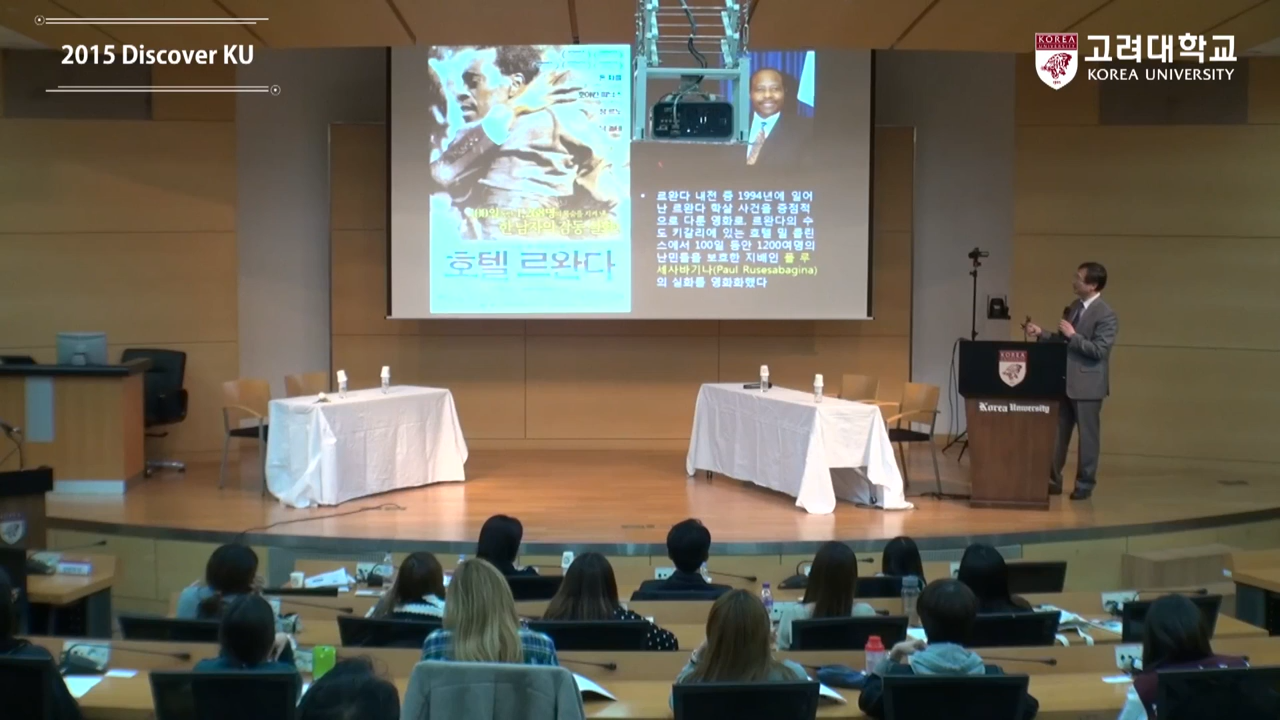 2015 Discover KU
KOREA
UNIVERSITY
고려대학교
KOREA UNIVERSITY
호텔 르완다
• 르완다 내전 중 1994년에 일어
난 르완다 학살 사건을 중점적
으로 다룬 영화로, 르완다의 수
도 키갈리에 있는 호텔 밀 콜린
스에서 100일 동안 1200여명의
난민들을 보호한 지배인 폴 루
세사바기나(Paul Rusesabagina)
의 실화를 영화화했다
KOREA
Korea University